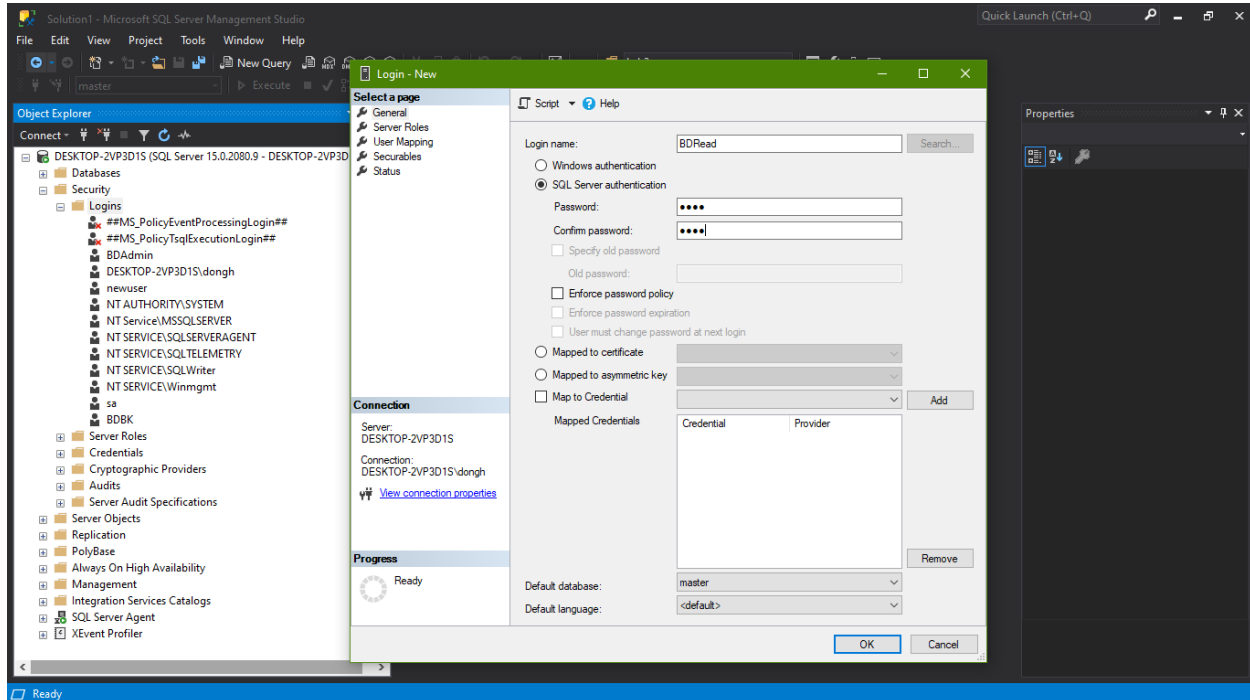 Solution1 - Microsoft SQL Server Management Studio
Quick Launch (Ctrl+Q)
File Edit View Project Tools Window Help
New Query
master
Execute
Object Explorer
Connect
DESKTOP-2VP3D1S (SQL Server 15.0.2080.9 - DESKTOP-2VP3D
Databases
Security
Logins
##MS_PolicyEventProcessingLogin##
##MS_PolicyTsqlExecutionLogin##
BDAdmin
DESKTOP-2VP3D1S\dongh
newuser
NT AUTHORITY\SYSTEM
NT Service\MSSQLSERVER
NT SERVICE\SQLSERVERAGENT
NT SERVICE\SQLTELEMETRY
NT SERVICE\SQLWriter
NT SERVICE\Winmgmt
sa
BDBK
Server Roles
Credentials
Cryptographic Providers
Audits
Server Audit Specifications
Server Objects
Replication
PolyBase
Always On High Availability
Management
Integration Services Catalogs
SQL Server Agent
XEvent Profiler
Login - New
Select a page
General
Server Roles
User Mapping
Securables
Status
Connection
Server:
DESKTOP-2VP3D1S
Connection:
DESKTOP-2VP3D1S\dongh
View connection properties
Progress
Ready
Script Help
Login name: BDRead Search...
Windows authentication
SQL Server authentication
Password: ●●●●
Confirm password: ●●●●
Specify old password
Old password:
Enforce password policy
Enforce password expiration
User must change password at next login
Mapped to certificate
Mapped to asymmetric key
Map to Credential Add
Mapped Credentials Credential Provider
Remove
Default database: master
Default language: <default>
OK Cancel
Properties
Ready